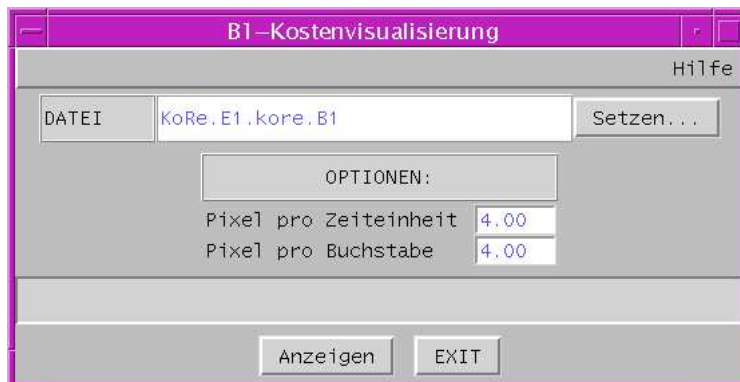 B1-Kostenvisualisierung
Hilfe
DATEI KoRe.E1.kore.B1 Setzen...
OPTIONEN:
Pixel pro Zeiteinheit 4.00
Pixel pro Buchstabe 4.00
Anzeigen EXIT